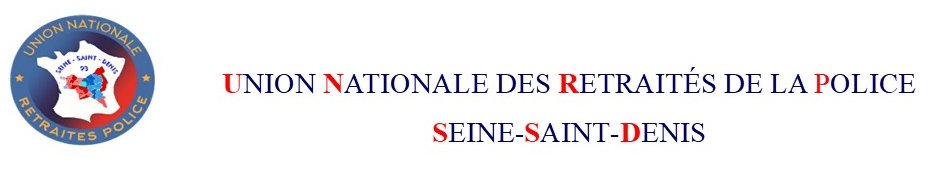 UNION NATIONALE
SEINE - SAINT - DENIS
93
RETRAITES POLICE
UNION NATIONALE DES RETRAITÉS DE LA POLICE
SEINE-SAINT-DENIS